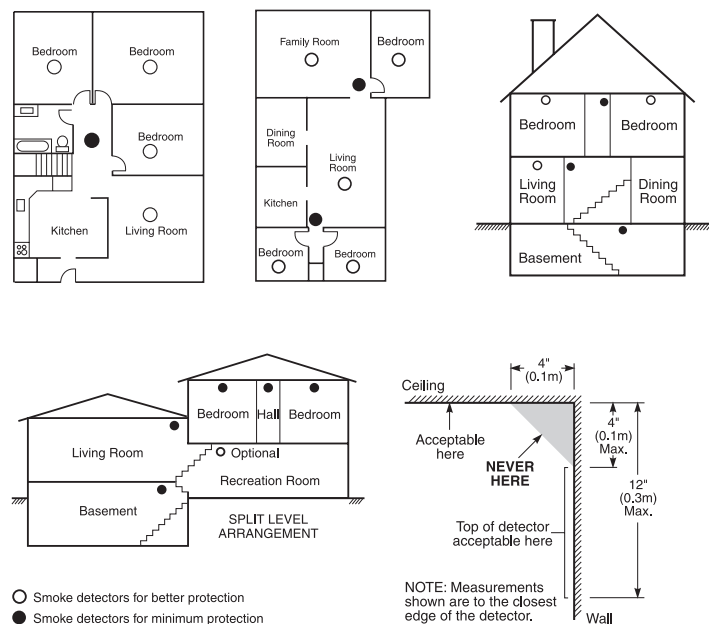 Bedroom
Bedroom
Bedroom
Kitchen
Living Room
Family Room
Bedroom
Dining
Room
Living
Room
Kitchen
Bedroom
Bedroom
Bedroom
Bedroom
Living
Room
Dining
Room
Basement
Living Room
Basement
Bedroom
Hall
Bedroom
Optional
Recreation Room
SPLIT LEVEL
ARRANGEMENT
Smoke detectors for better protection
Smoke detectors for minimum protection
4"
(0.1m)
Ceiling
Acceptable
here
NEVER
HERE
4"
(0.1m)
Max.
12"
(0.3m)
Max.
Top of detector
acceptable here
NOTE: Measurements
shown are to the closest
edge of the detector.
Wall